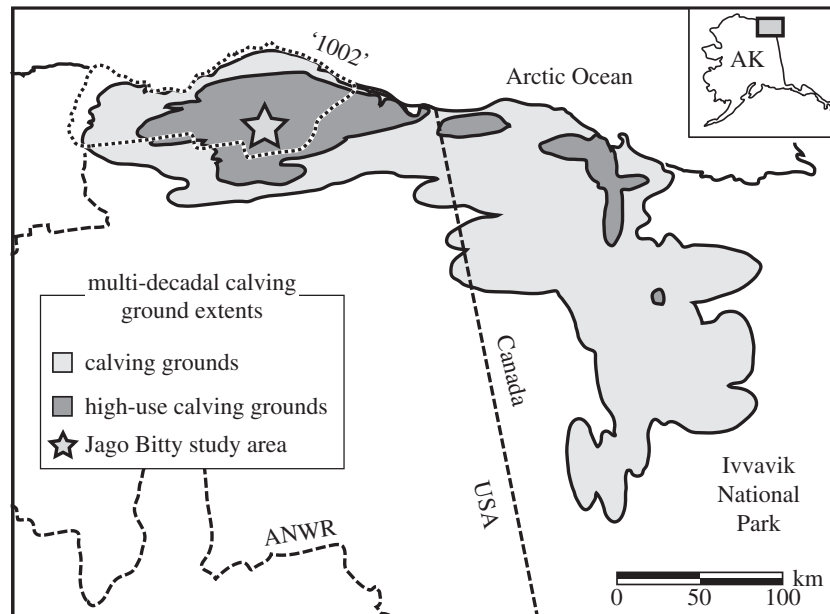 '1002'
Arctic Ocean
AK
multi-decadal calving
ground extents
calving grounds
high-use calving grounds
Jago Bitty study area
Canada
USA
ANWR
Ivvavik
National
Park
km
0 50 100